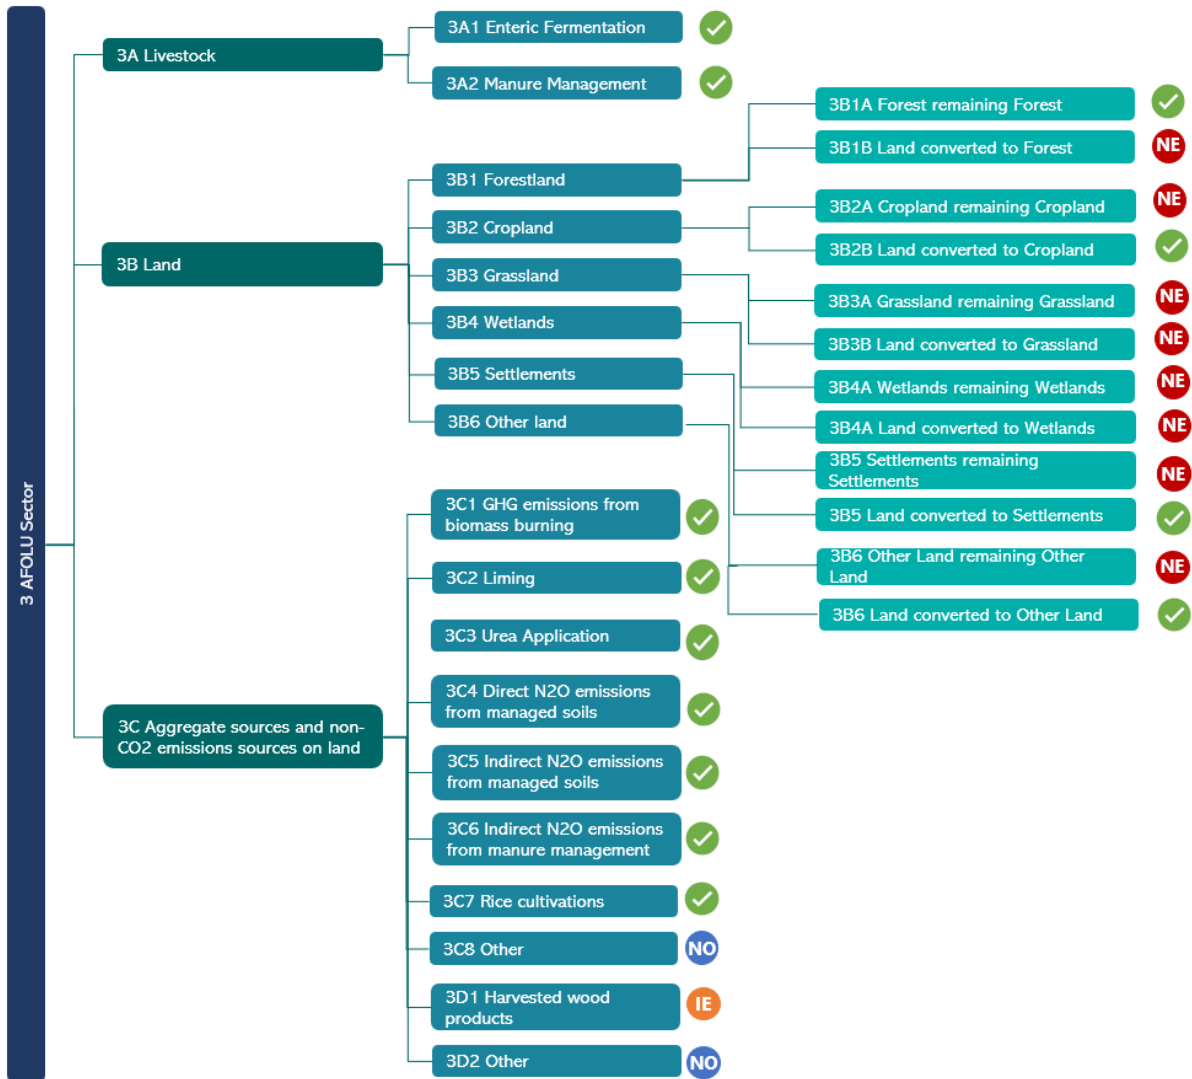 3 AFOLU Sector
3A Livestock
3A1 Enteric Fermentation
3A2 Manure Management
3B Land
3B1 Forestland
3B1A Forest remaining Forest
3B1B Land converted to Forest
NE
3B2 Cropland
3B2A Cropland remaining Cropland
NE
3B2B Land converted to Cropland
3B3 Grassland
3B3A Grassland remaining Grassland
NE
3B3B Land converted to Grassland
NE
3B4 Wetlands
3B4A Wetlands remaining Wetlands
NE
3B4A Land converted to Wetlands
NE
3B5 Settlements
3B5 Settlements remaining
Settlements
NE
3B5 Land converted to Settlements
3B6 Other land
3B6 Other Land remaining Other
Land
NE
3B6 Land converted to Other Land
3C Aggregate sources and non-
CO2 emissions sources on land
3C1 GHG emissions from
biomass burning
3C2 Liming
3C3 Urea Application
3C4 Direct N2O emissions
from managed soils
3C5 Indirect N2O emissions
from managed soils
3C6 Indirect N2O emissions
from manure management
3C7 Rice cultivations
3C8 Other
NO
3D1 Harvested wood
products
IE
3D2 Other
NO